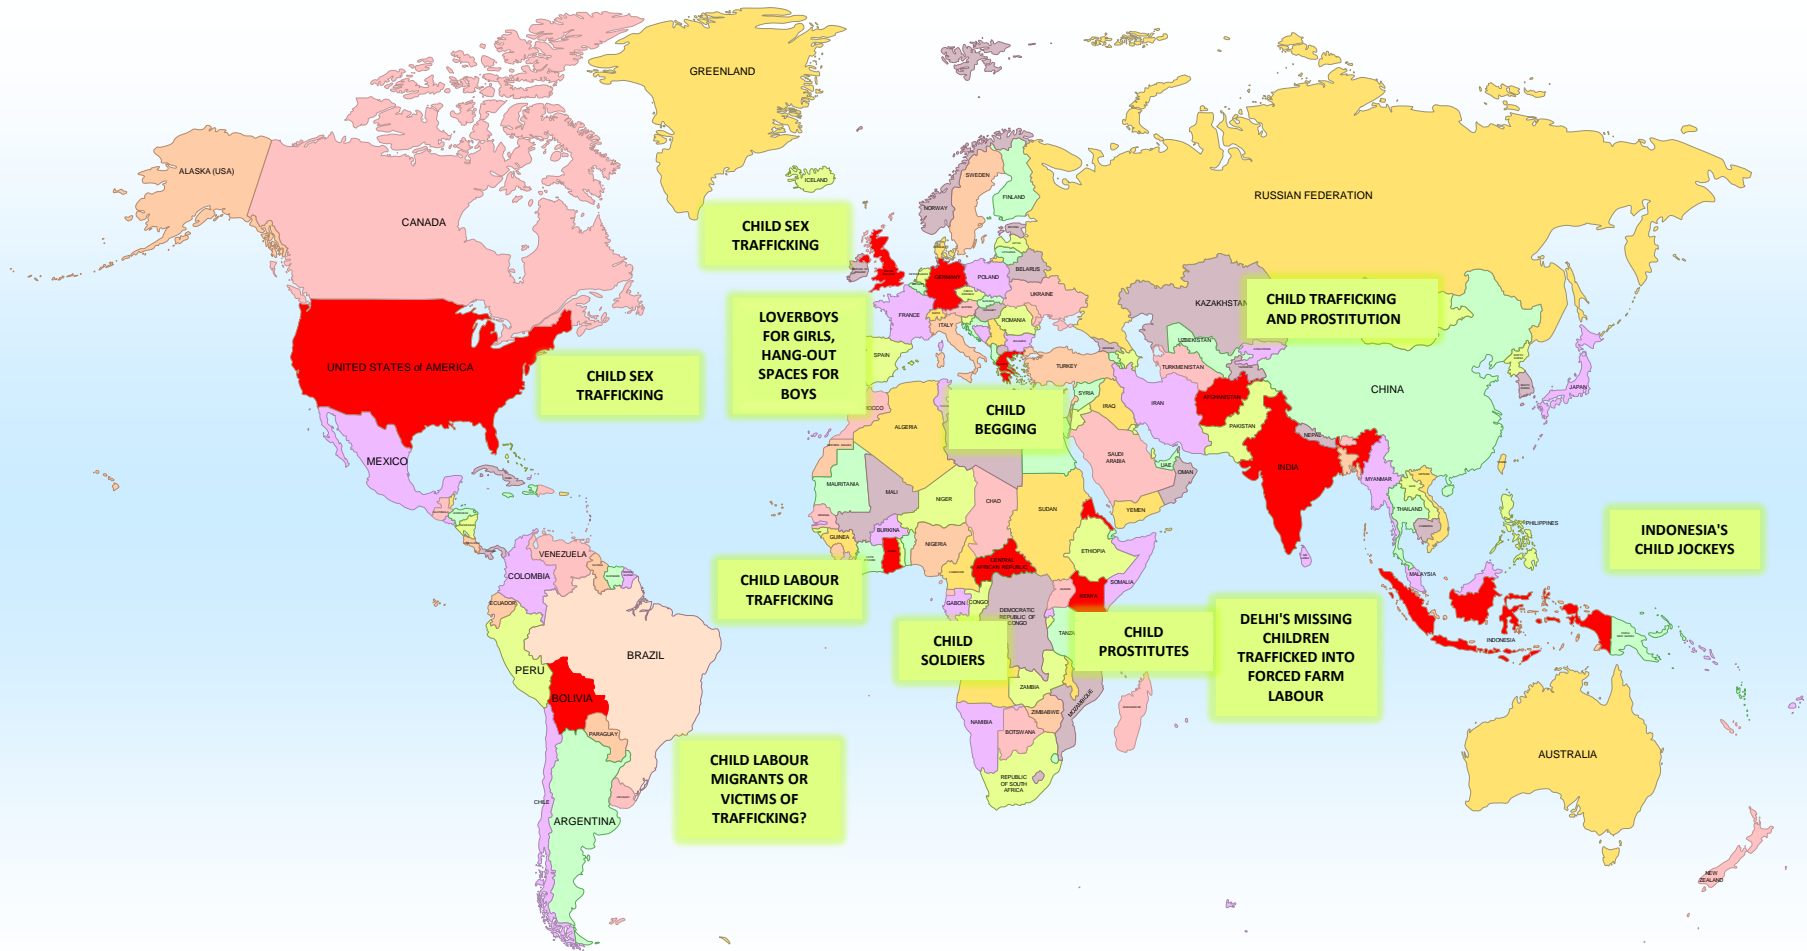 GREENLAND
ALASKA (USA)
ICELAND
CANADA
SWEDEN
FINLAND
NORWAY
RUSSIAN FEDERATION
CHILD SEX
TRAFFICKING
BELARUS
POLAND
GERMANY
UKRAINE
KAZAKHSTAN
CHILD TRAFFICKING
AND PROSTITUTION
LOVERBOYS
FOR GIRLS,
HANG-OUT
SPACES FOR
BOYS
FRANCE
ROMANIA
ITALY
SPAIN
UZBEKISTAN
TURKMENISTAN
TURKEY
UNITED STATES of AMERICA
CHILD SEX
TRAFFICKING
CHINA
JAPAN
SYRIA
IRAQ
IRAN
AFGHANISTAN
PAKISTAN
NEPAL
CHILD
BEGGING
OCCO
ALGERIA
SAUDI
ARABIA
UAE
OMAN
INDIA
MYANMAR
MEXICO
MAURITANIA
MALI
NIGER
CHAD
SUDAN
YEMEN
THAILAND
PHILIPPINES
BURKINA
GUINEA
NIGERIA
ETHIOPIA
SOMALIA
CENTRAL
AFRICAN REPUBLIC
INDONESIA'S
CHILD JOCKEYS
VENEZUELA
COLOMBIA
ECUADOR
MALAYSIA
CHILD LABOUR
TRAFFICKING
GABON
CONGO
KENYA
DEMOCRATIC
REPUBLIC OF
CONGO
TANZA
CHILD
SOLDIERS
CHILD
PROSTITUTES
DELHI'S MISSING
CHILDREN
TRAFFICKED INTO
FORCED FARM
LABOUR
INDONESIA
BRAZIL
PERU
BOLIVIA
ZAMBIA
ZIMBABWE
MOZAMBIQUE
NAMIBIA
BOTSWANA
PARAGUAY
REPUBLIC
OF SOUTH
AFRICA
AUSTRALIA
CHILD LABOUR
MIGRANTS OR
VICTIMS OF
TRAFFICKING?
CHILE
ARGENTINA
NEW
ZEALAND